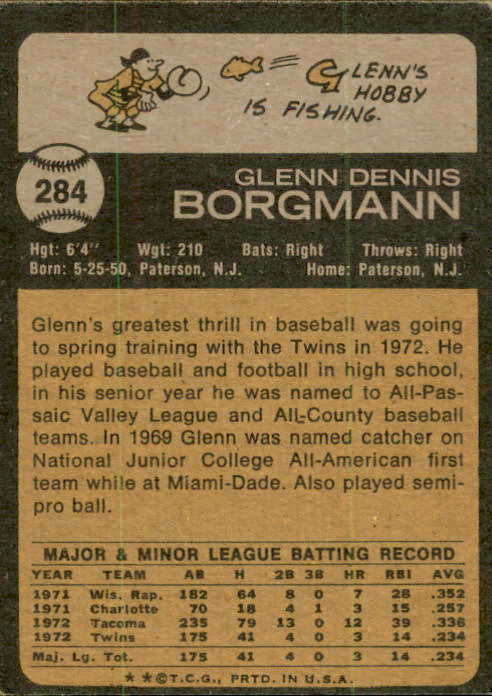 GLENN'S
HOBBY
IS FISHING.
284
GLENN DENNIS
BORGMANN
Hgt: 6'4" Wgt: 210 Bats: Right Throws: Right
Born: 5-25-50, Paterson, N.J. Home: Paterson, N.J.
Glenn's greatest thrill in baseball was going
to spring training with the Twins in 1972. He
played baseball and football in high school,
in his senior year he was named to All-Pas-
saic Valley League and All-County baseball
teams. In 1969 Glenn was named catcher on
National Junior College All-American first
team while at Miami-Dade. Also played semi-
pro ball.
MAJOR & MINOR LEAGUE BATTING RECORD
YEAR TEAM AB H 2B 3B HR RBI AVG
1971 Wis. Rap. 182 64 8 0 7 28 .352
1971 Charlotte 70 18 4 1 3 15 .257
1972 Tacoma 235 79 13 0 12 39 .336
1972 Twins 175 41 4 0 3 14 .234
Maj. Lg. Tot. 175 41 4 0 3 14 .234
**©T.C.G., PRTD. IN U.S.A.